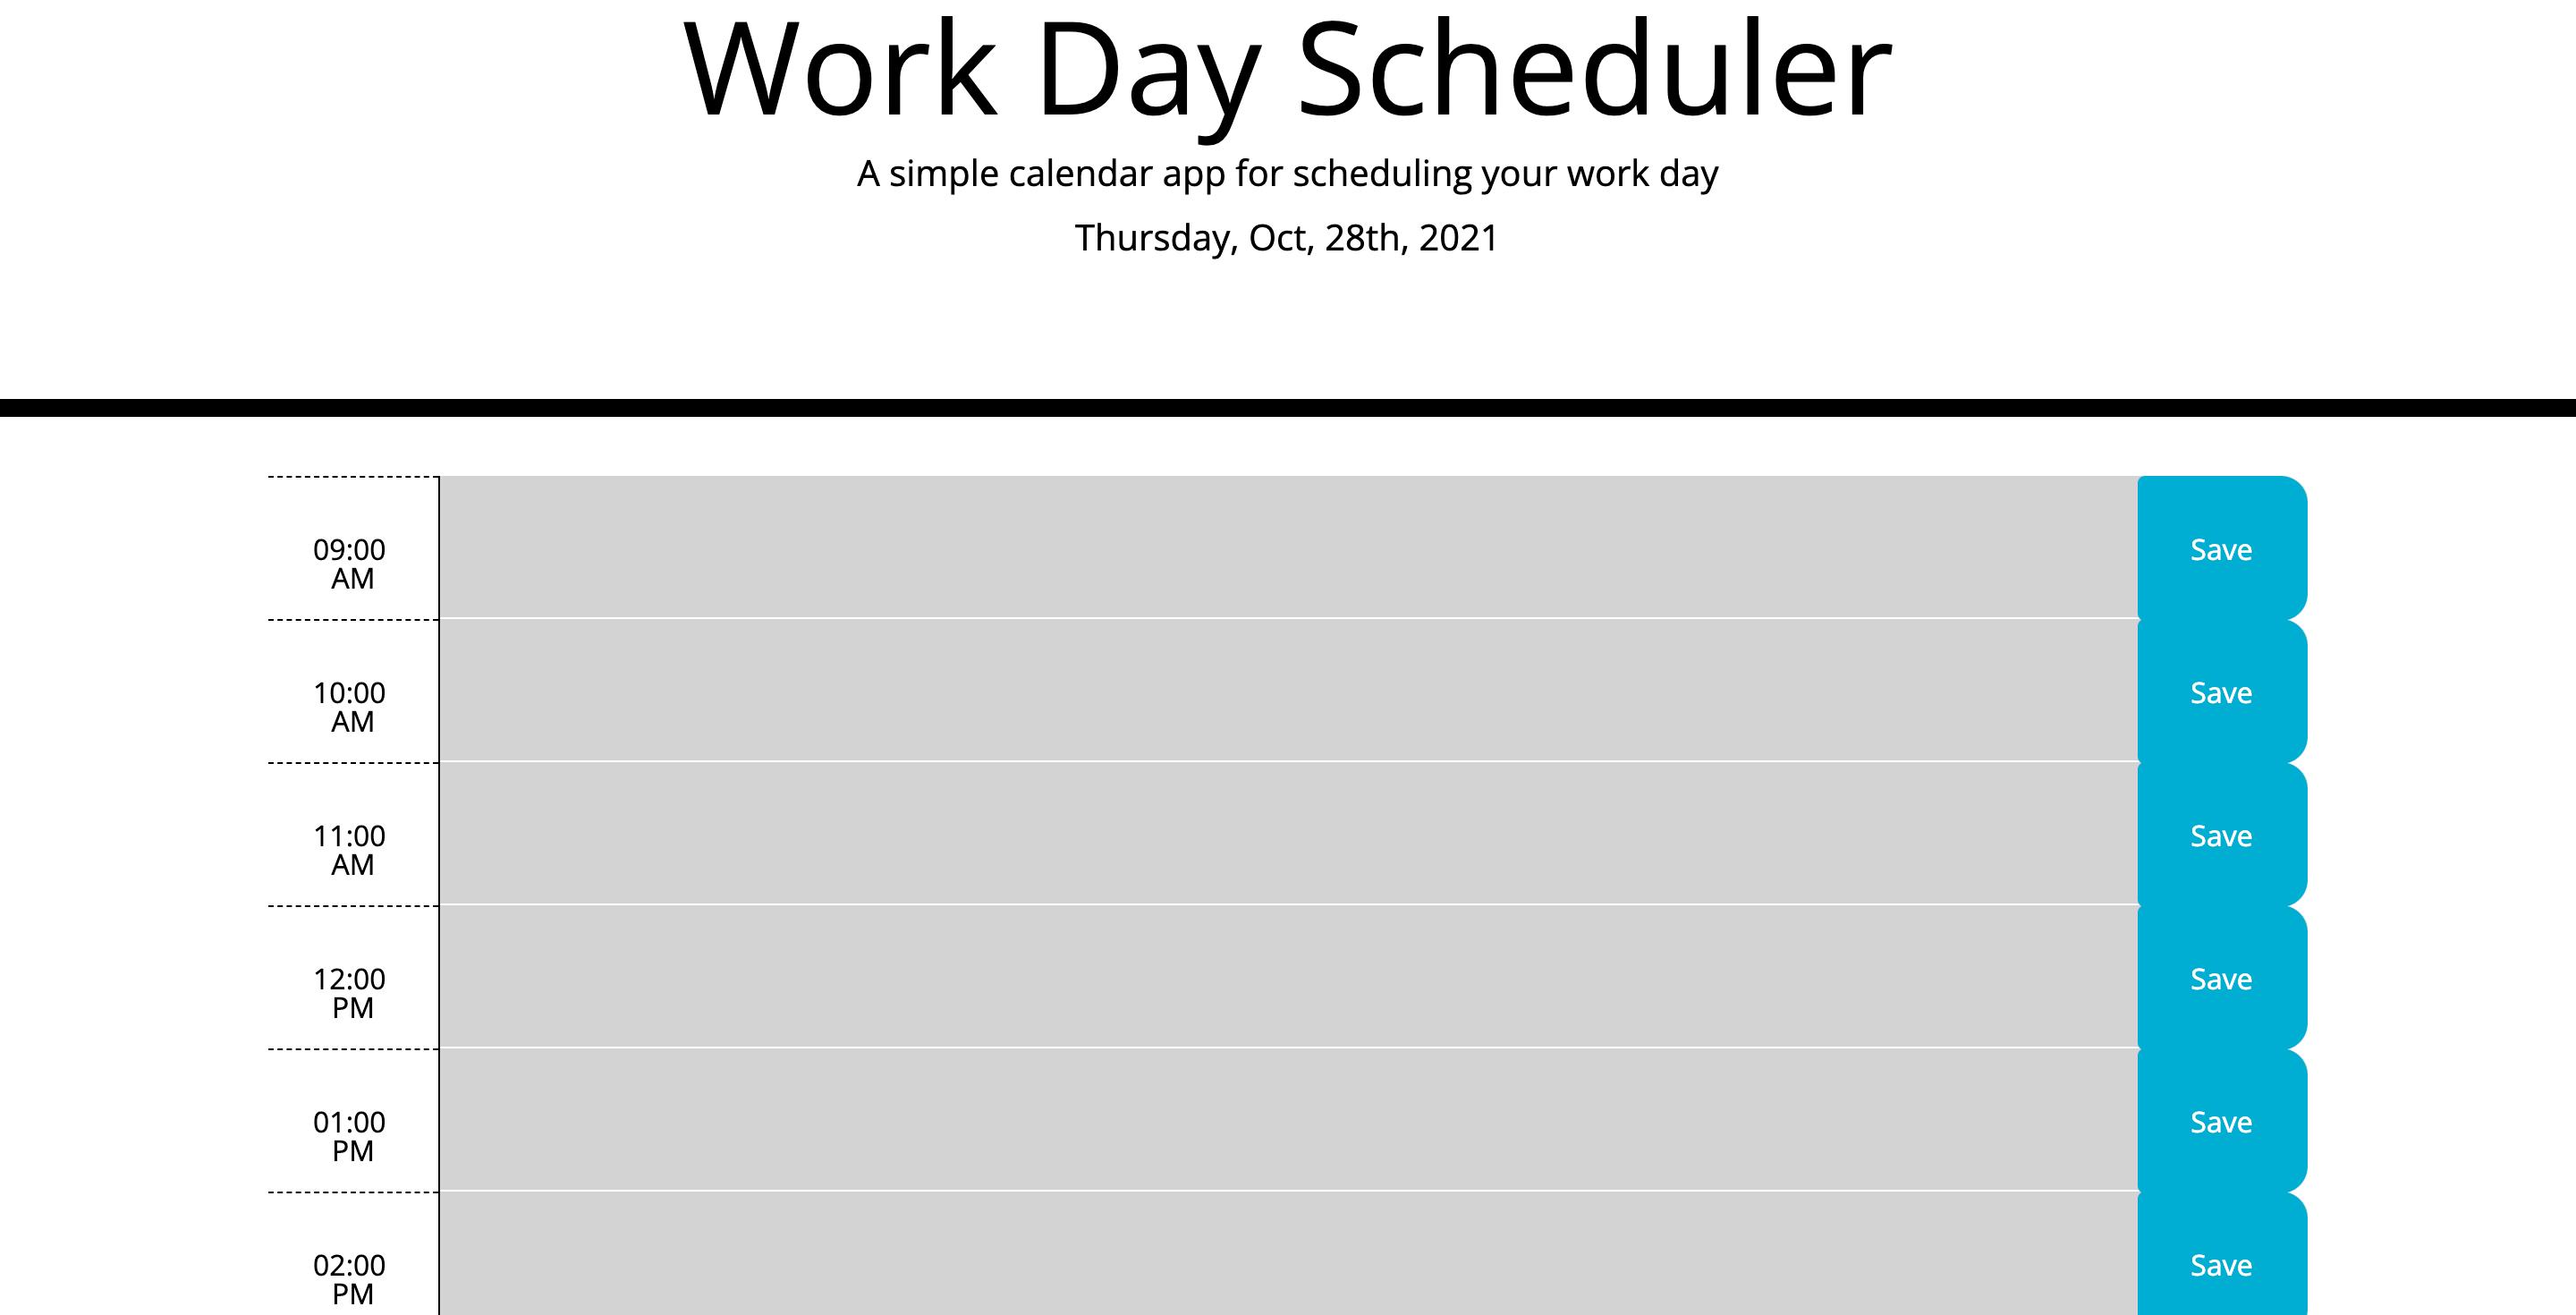 Work Day Scheduler
A simple calendar app for scheduling your work day
Thursday, Oct, 28th, 2021
09:00
AM
Save
10:00
AM
Save
11:00
AM
Save
12:00
PM
Save
01:00
PM
Save
02:00
PM
Save